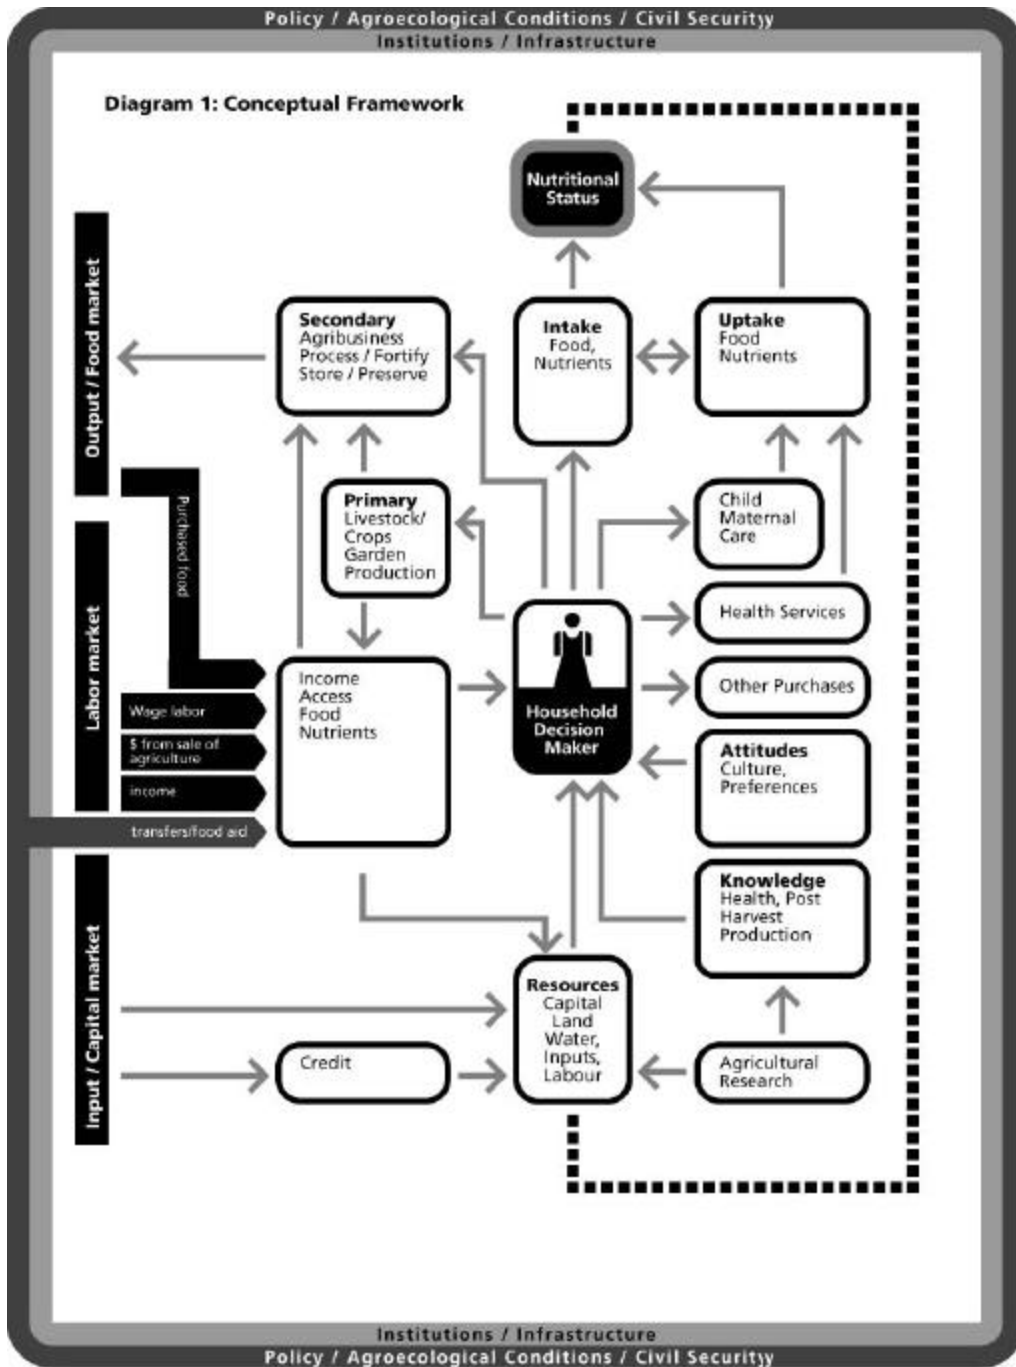 Policy / Agroecological Conditions / Civil Securityy
Institutions / Infrastructure
Diagram 1: Conceptual Framework
Nutritional
Status
Output / Food market
Secondary
Agribusiness
Process / Fortify
Store / Preserve
Intake
Food,
Nutrients
Uptake
Food
Nutrients
Purchased food
Primary
Livestock/
Crops
Garden
Production
Child
Maternal
Care
Health Services
Labor market
Income
Access
Food
Nutrients
Household
Decision
Maker
Other Purchases
Wage labor
$ from sale of
agriculture
income
transfers/food aid
Attitudes
Culture,
Preferences
Knowledge
Health, Post
Harvest
Production
Input / Capital market
Resources
Capital
Land
Water,
Inputs,
Labour
Credit
Agricultural
Research
Institutions / Infrastructure
Policy / Agroecological Conditions / Civil Securityy